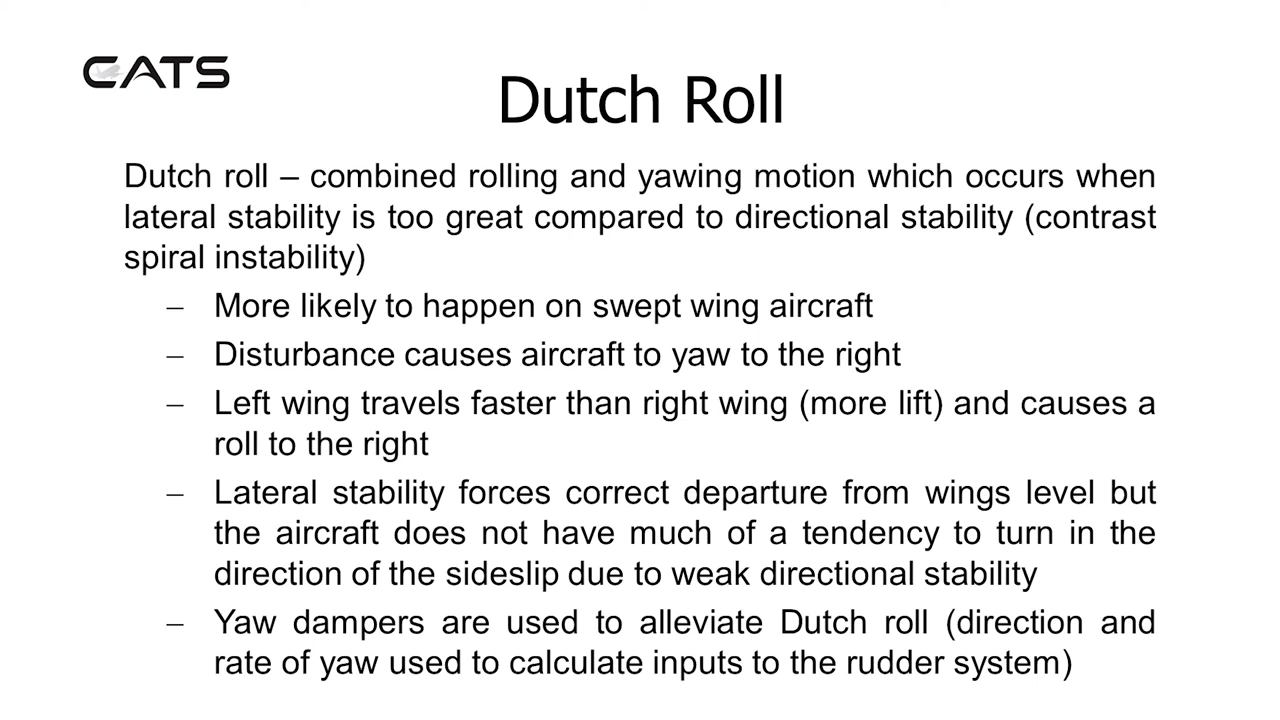 CATS
Dutch Roll
Dutch roll – combined rolling and yawing motion which occurs when
lateral stability is too great compared to directional stability (contrast
spiral instability)
– More likely to happen on swept wing aircraft
– Disturbance causes aircraft to yaw to the right
– Left wing travels faster than right wing (more lift) and causes a
roll to the right
– Lateral stability forces correct departure from wings level but
the aircraft does not have much of a tendency to turn in the
direction of the sideslip due to weak directional stability
– Yaw dampers are used to alleviate Dutch roll (direction and
rate of yaw used to calculate inputs to the rudder system)